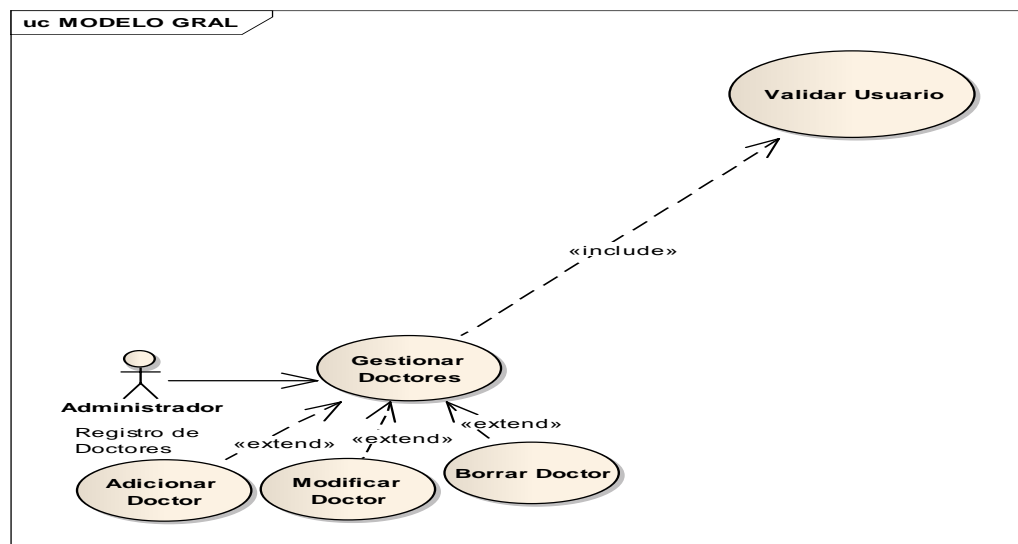 uc MODELO GRAL
Validar Usuario
«include»
Gestionar
Doctores
Administrador
Registro de
Doctores
«extend»
«extend»
«extend»
Adicionar
Doctor
Modificar
Doctor
Borrar Doctor